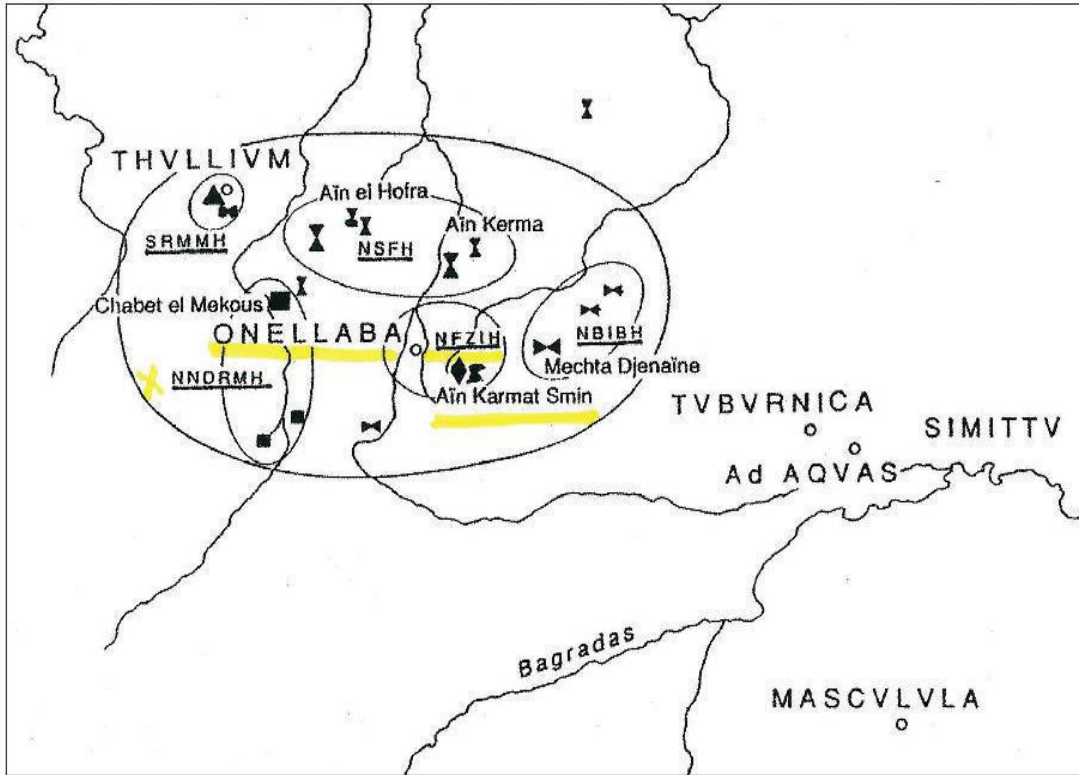 THVLLIVM
Aïn el Hofra
Aïn Kerma
SRMMH
NSFH
Chabet el Mekous
ONELLABA
NFZIH
NBIBH
NNDRMH
Mechta Djenaïne
Aïn Karmat Smin
TVBVRNICA
SIMITTV
Ad AQVAS
Bagradas
MASCVLVLA